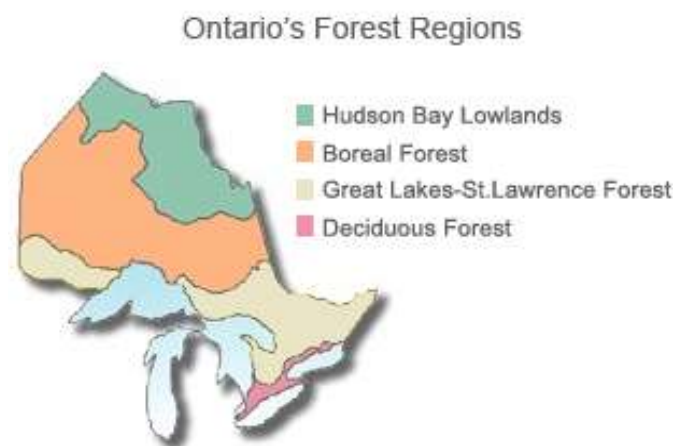 Ontario’s Forest Regions
Hudson Bay Lowlands
Boreal Forest
Great Lakes-St.Lawrence Forest
Deciduous Forest